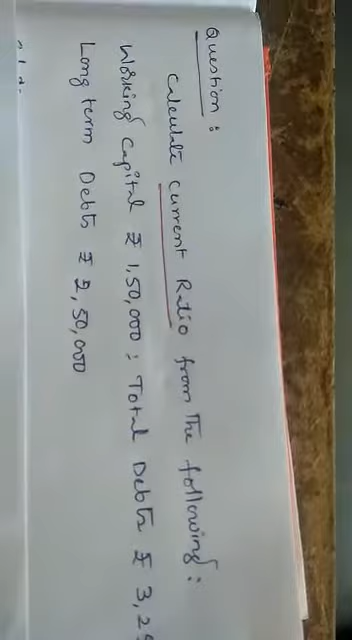 Question :
Calculate Current Ratio from The following :
Working Capital ₹ 1,50,000 : Total Debts ₹ 3,25
Long term Debts ₹ 2,50,000